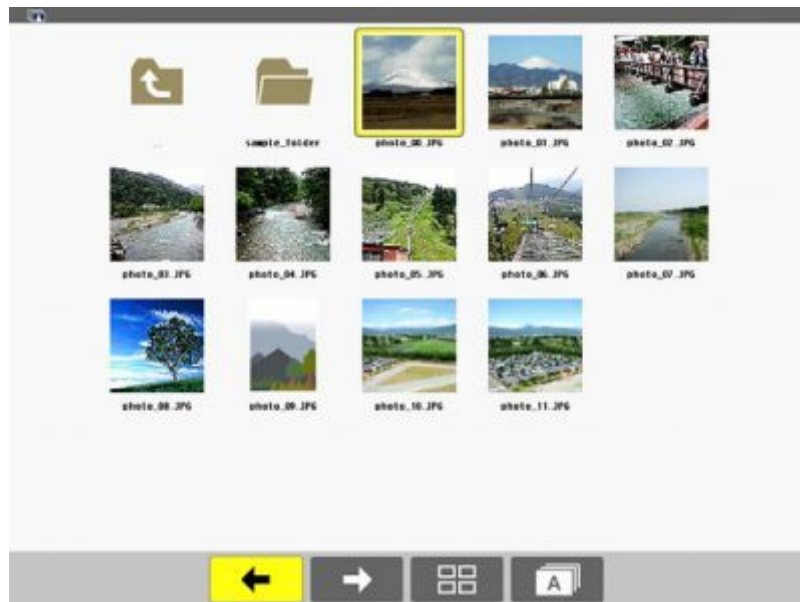 ..
sample_folder
photo_00.JPG
photo_01.JPG
photo_02.JPG
photo_03.JPG
photo_04.JPG
photo_05.JPG
photo_06.JPG
photo_07.JPG
photo_08.JPG
photo_09.JPG
photo_10.JPG
photo_11.JPG
A